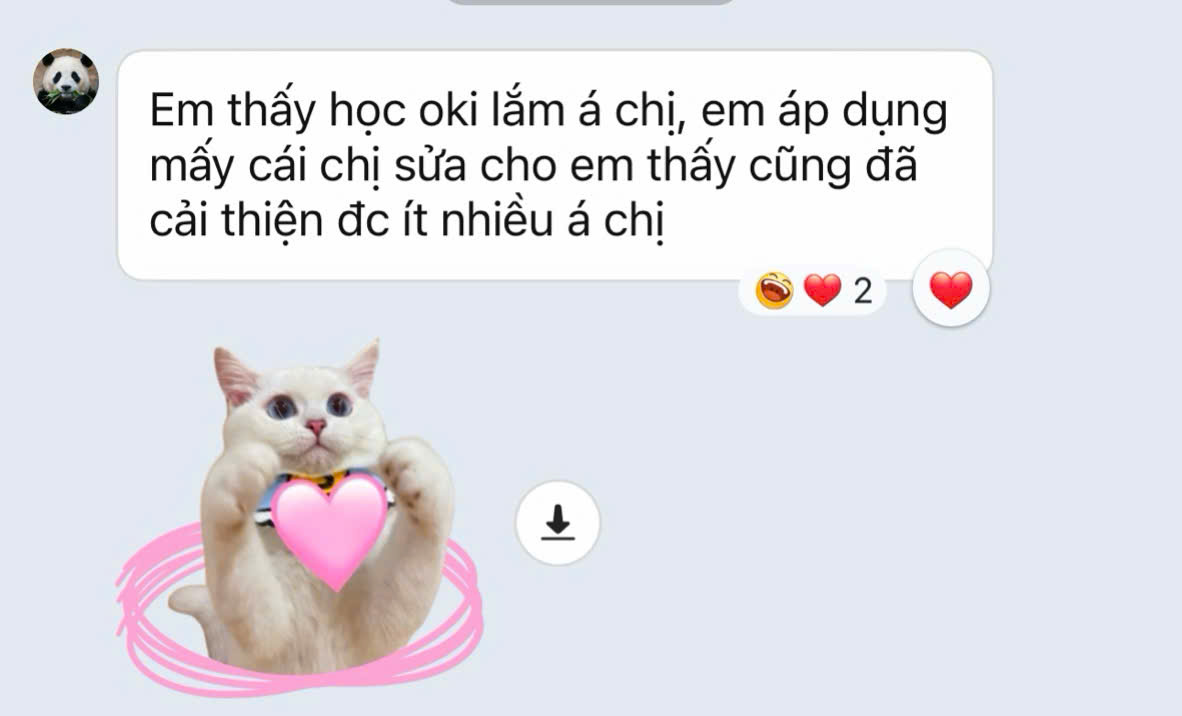 Em thấy học oki lắm á chị, em áp dụng
mấy cái chị sửa cho em thấy cũng đã
cải thiện đc ít nhiều á chị
2